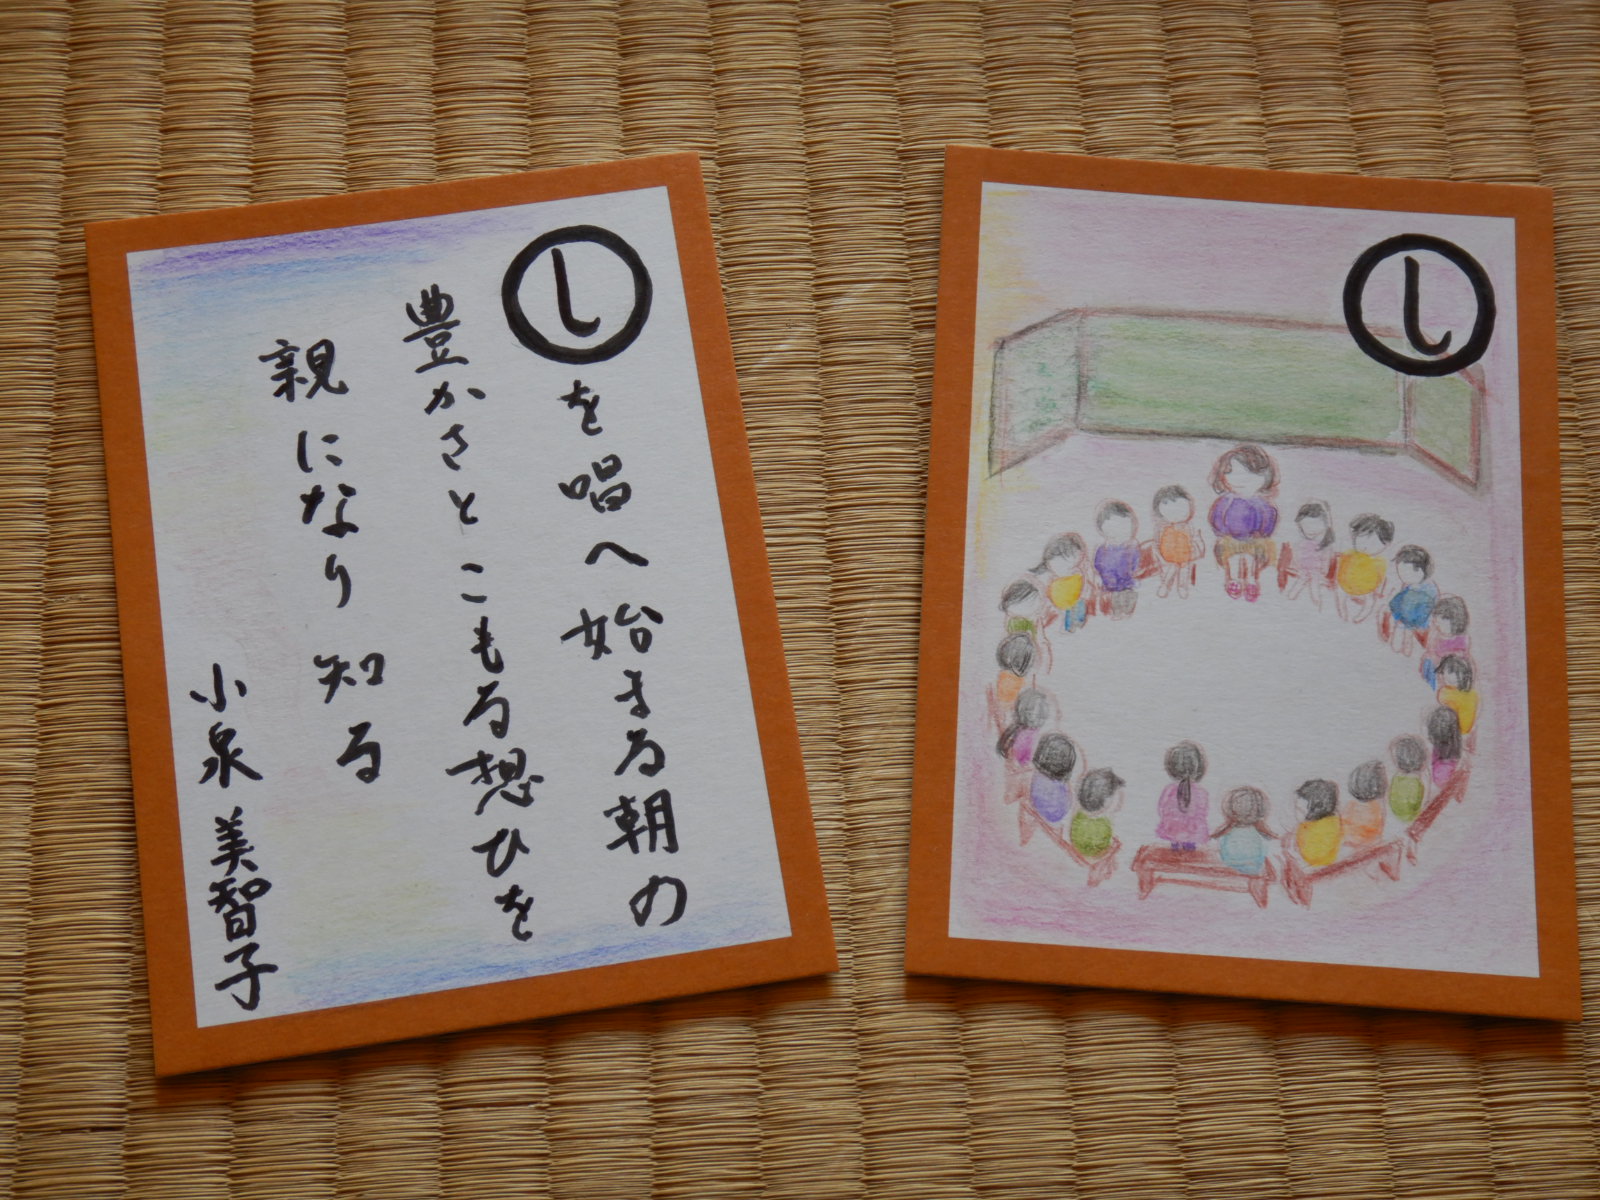 しを唱へ始まる朝の
豊かさとこもる想ひを
親になり知る
小泉美智子
し